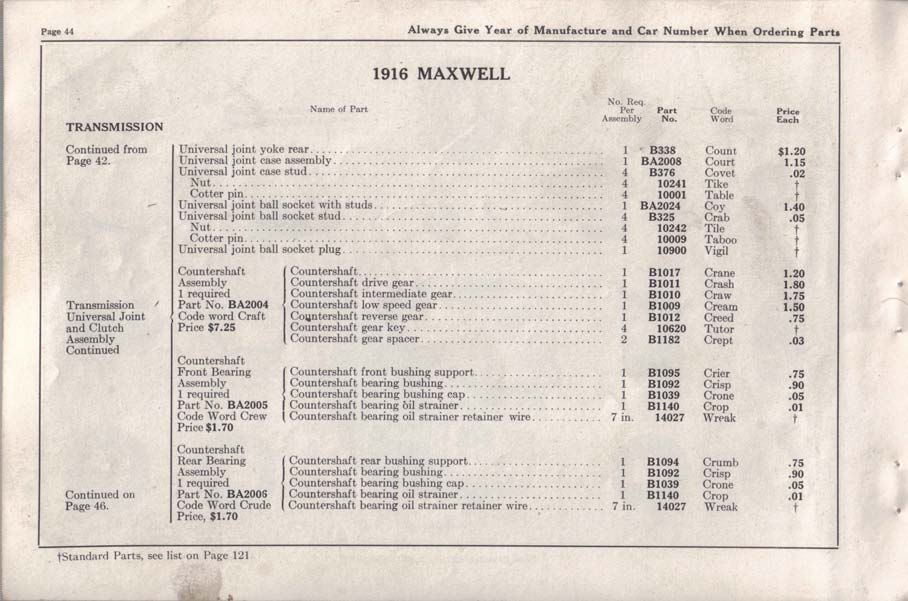 Page 44 Always Give Year of Manufacture and Car Number When Ordering Parts
1916 MAXWELL
Name of Part No. Req. Per Assembly Part No. Code Word Price Each
TRANSMISSION
Continued from Page 42.
Universal joint yoke rear 1 B338 Count $1.20
Universal joint case assembly 1 BA2008 Court 1.15
Universal joint case stud 4 B376 Covet .02
Nut 4 10241 Tike †
Cotter pin 4 10001 Table †
Universal joint ball socket with studs 1 BA2024 Coy 1.40
Universal joint ball socket stud 4 B325 Crab .05
Nut 4 10242 Tile †
Cotter pin 4 10009 Taboo †
Universal joint ball socket plug 1 10900 Vigil †
Transmission
Universal Joint
and Clutch
Assembly
Continued
Countershaft
Assembly
1 required
Part No. BA2004
Code word Craft
Price $7.25
Countershaft 1 B1017 Crane 1.20
Countershaft drive gear 1 B1011 Crash 1.80
Countershaft intermediate gear 1 B1010 Craw 1.75
Countershaft low speed gear 1 B1009 Cream 1.50
Countershaft reverse gear 1 B1012 Creed .75
Countershaft gear key 4 10620 Tutor †
Countershaft gear spacer 2 B1182 Crept .03
Countershaft
Front Bearing
Assembly
1 required
Part No. BA2005
Code Word Crew
Price $1.70
Countershaft front bushing support 1 B1095 Crier .75
Countershaft bearing bushing 1 B1092 Crisp .90
Countershaft bearing bushing cap 1 B1039 Crone .05
Countershaft bearing oil strainer 1 B1140 Crop .01
Countershaft bearing oil strainer retainer wire 7 in. 14027 Wreak †
Countershaft
Rear Bearing
Assembly
1 required
Part No. BA2006
Code Word Crude
Price, $1.70
Countershaft rear bushing support 1 B1094 Crumb .75
Countershaft bearing bushing 1 B1092 Crisp .90
Countershaft bearing bushing cap 1 B1039 Crone .05
Countershaft bearing oil strainer 1 B1140 Crop .01
Countershaft bearing oil strainer retainer wire 7 in. 14027 Wreak †
Continued on
Page 46.
†Standard Parts, see list on Page 121